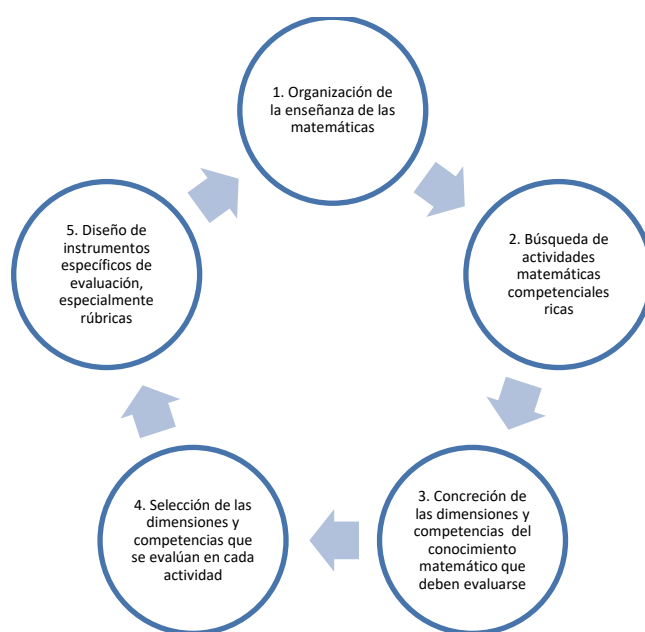 1. Organización de
la enseñanza de las
matemáticas
2. Búsqueda de
actividades
matemáticas
competenciales
ricas
3. Concreción de
las dimensiones y
competencias del
conocimiento
matemático que
deben evaluarse
4. Selección de las
dimensiones y
competencias que
se evalúan en cada
actividad
5. Diseño de
instrumentos
específicos de
evaluación,
especialmente
rúbricas